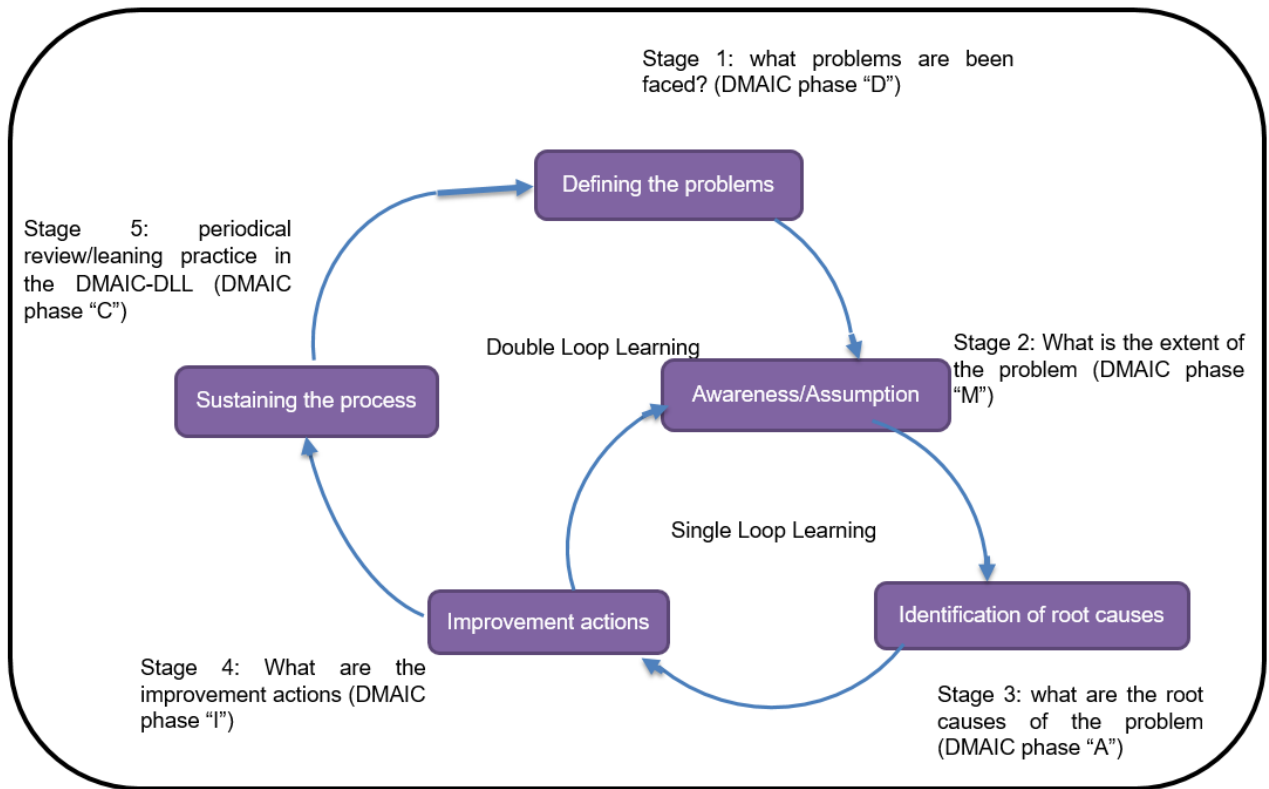 Stage 1: what problems are been
faced? (DMAIC phase “D”)
Defining the problems
Stage 5: periodical
review/leaning practice in
the DMAIC-DLL (DMAIC
phase “C”)
Double Loop Learning
Stage 2: What is the extent of
the problem (DMAIC phase
“M”)
Awareness/Assumption
Sustaining the process
Single Loop Learning
Identification of root causes
Improvement actions
Stage 4: What are the
improvement actions (DMAIC
phase “I”)
Stage 3: what are the root
causes of the problem
(DMAIC phase “A”)